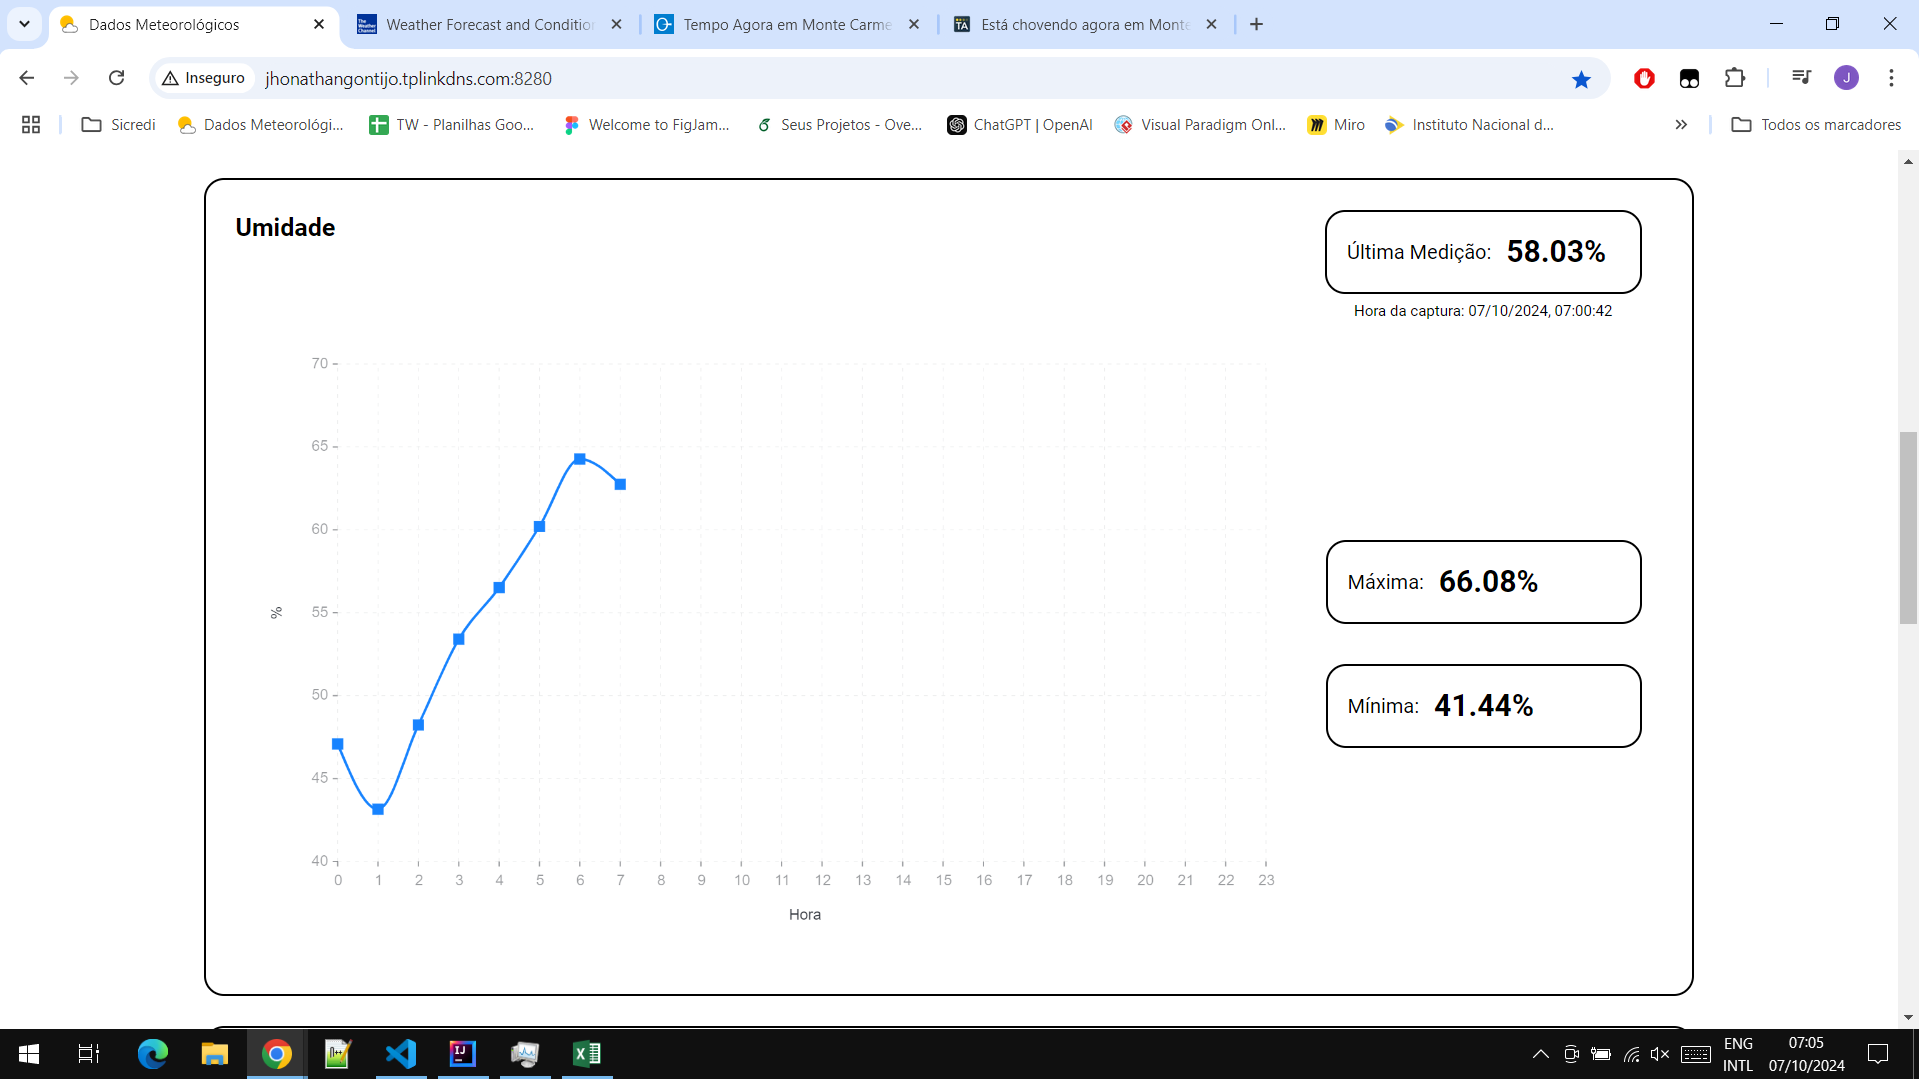 Dados Meteorológicos
Weather Forecast and Conditio
Tempo Agora em Monte Carme
Está chovendo agora em Monte
Inseguro
jhonathangontijo.tplinkdns.com:8280
J
Sicredi
Dados Meteorológi...
TW - Planilhas Goo...
Welcome to FigJam...
Seus Projetos - Ove...
ChatGPT | OpenAI
Visual Paradigm Onl...
Miro
Instituto Nacional d...
»
Todos os marcadores
Umidade
Última Medição: 58.03%
Hora da captura: 07/10/2024, 07:00:42
70
65
60
55
50
45
40
%
0 1 2 3 4 5 6 7 8 9 10 11 12 13 14 15 16 17 18 19 20 21 22 23
Hora
Máxima: 66.08%
Mínima: 41.44%
ENG
INTL
07:05
07/10/2024